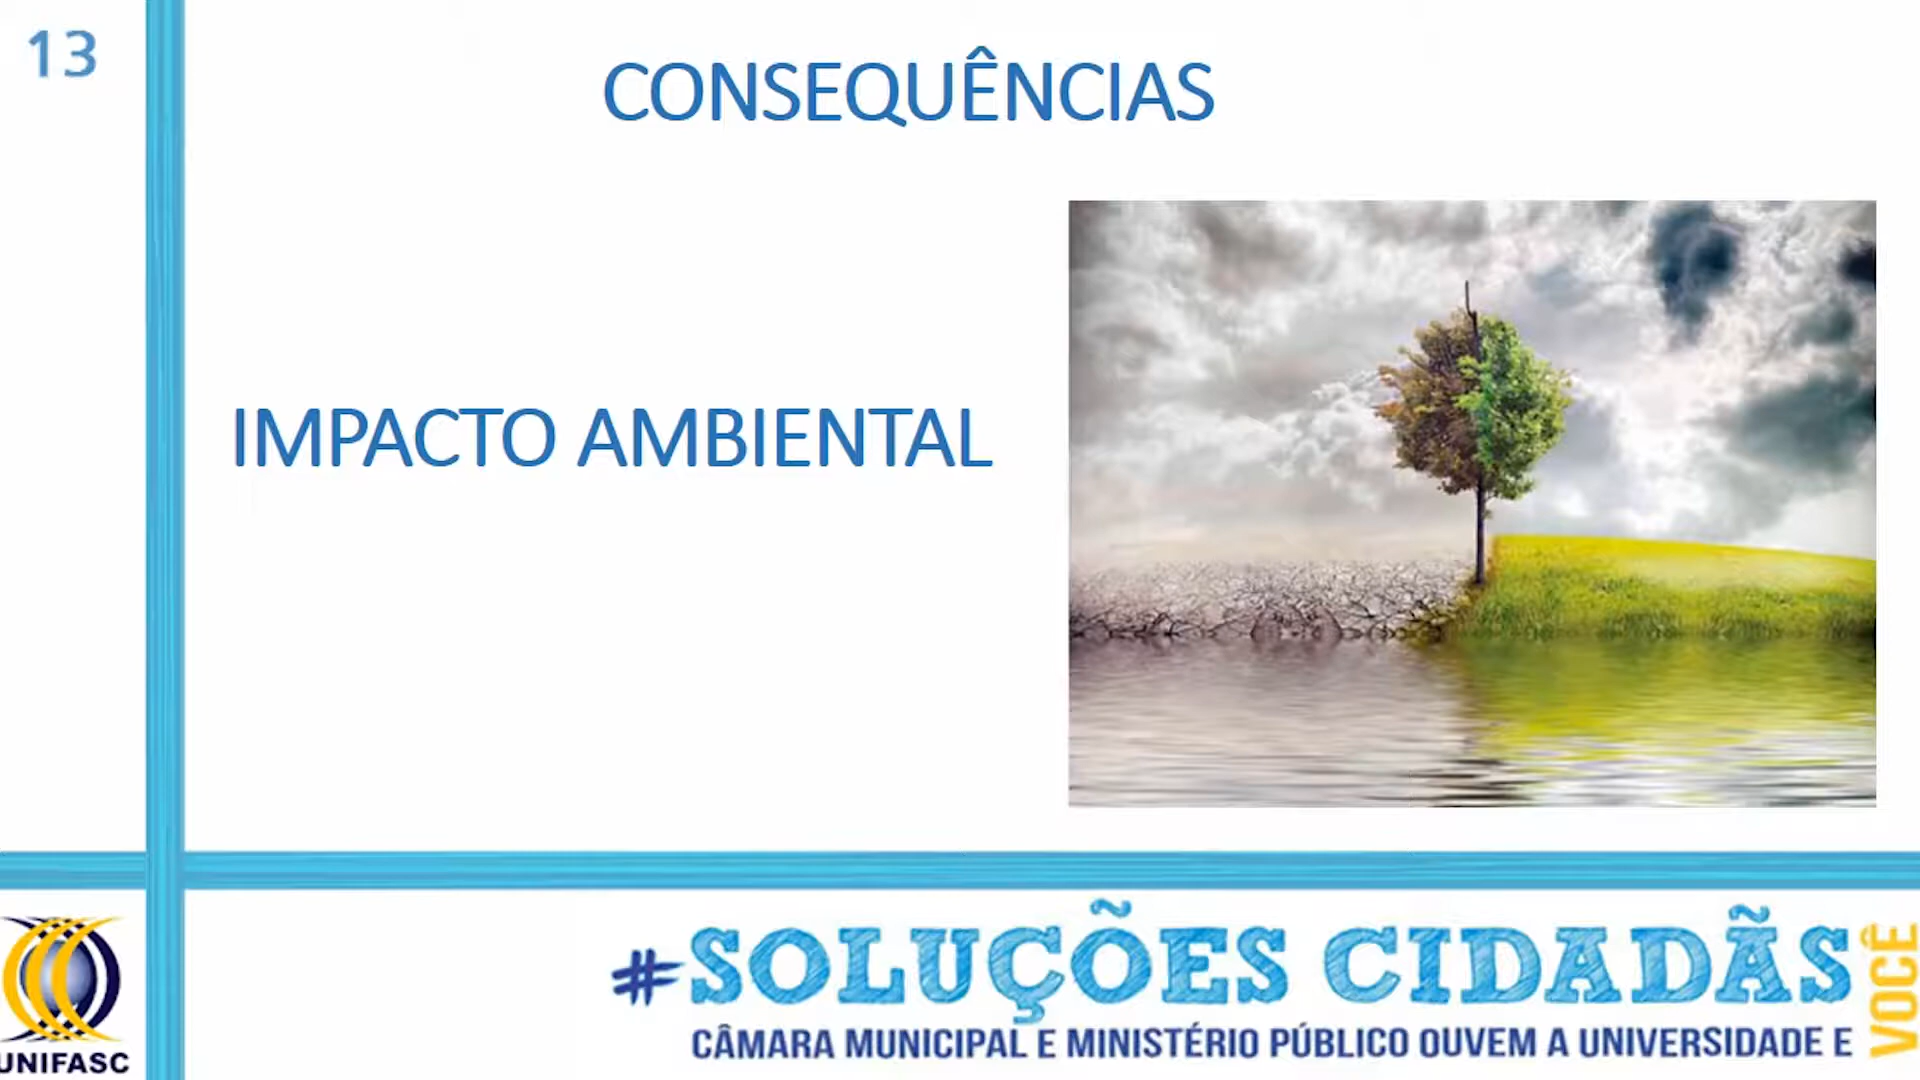 13
CONSEQUÊNCIAS
IMPACTO AMBIENTAL
UNIFASC
#SOLUÇÕES CIDADÃS
CÂMARA MUNICIPAL E MINISTÉRIO PÚBLICO OUVEM A UNIVERSIDADE E
VOCÊ